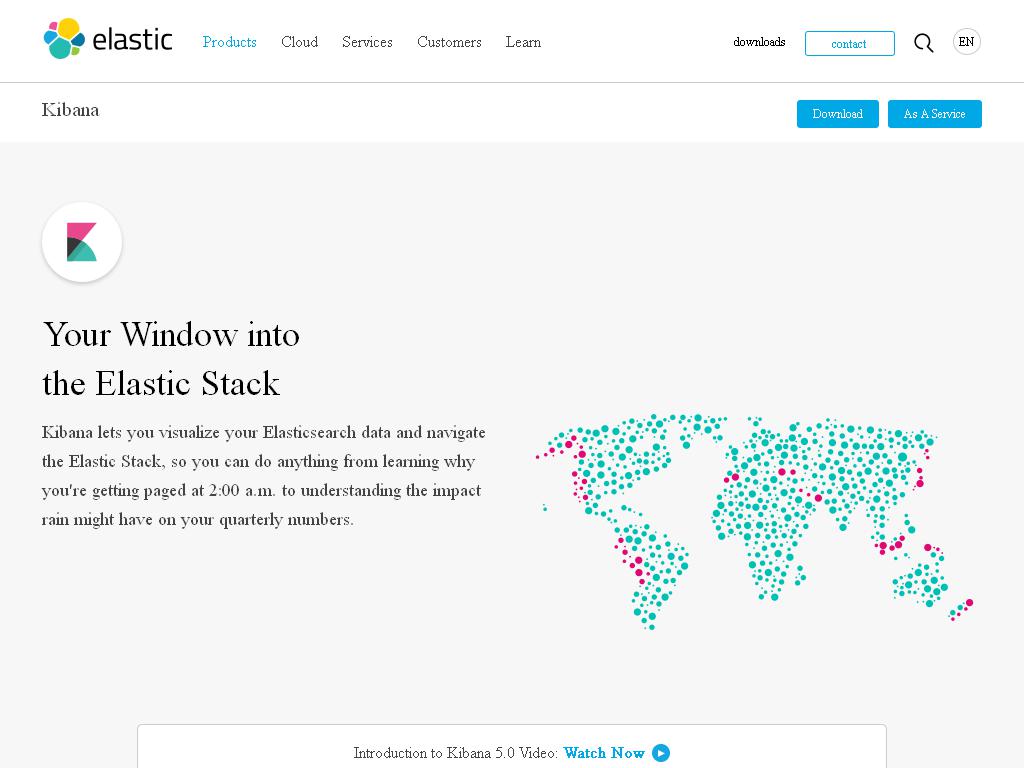 elastic
Products Cloud Services Customers Learn
downloads
contact
EN
Kibana
Download
As A Service
Your Window into
the Elastic Stack
Kibana lets you visualize your Elasticsearch data and navigate
the Elastic Stack, so you can do anything from learning why
you're getting paged at 2:00 a.m. to understanding the impact
rain might have on your quarterly numbers.
Introduction to Kibana 5.0 Video: Watch Now